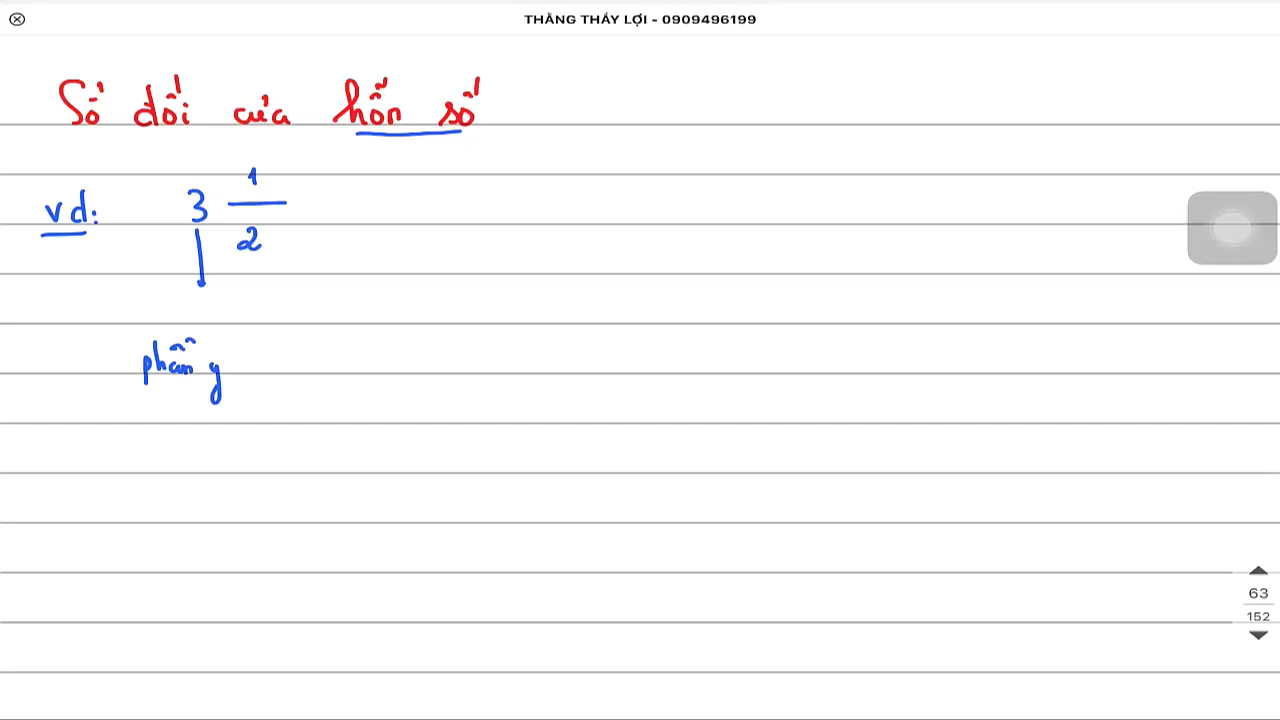 THẦNG THẦY LỢI - 0909496199
Số đối của hỗn số
vd: 3 1/2
phần y
63
152